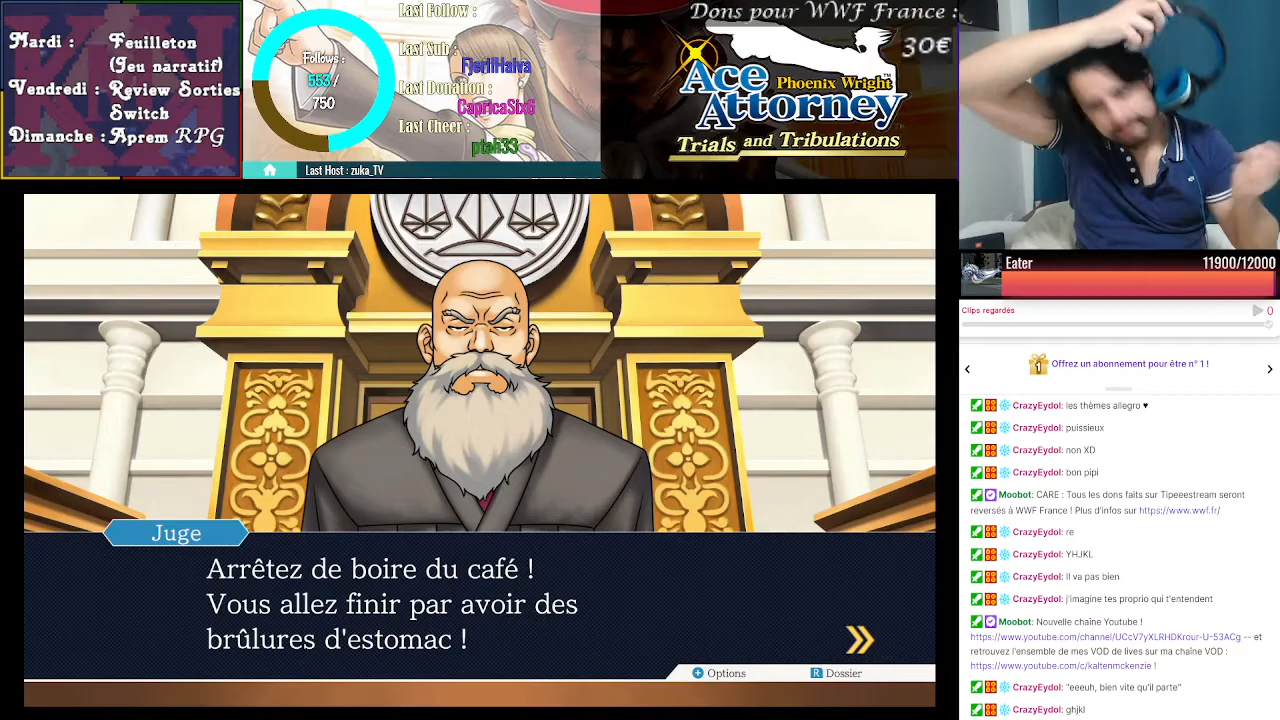 Mardi : Feuilleton
(Jeu narratif)
Vendredi : Review Sorties
Switch
Dimanche : Aprem RPG
Follows :
553 /
750
Last Follow :
Last Sub :
FjerilHalva
Last Donation :
CapricaSix6
Last Cheer :
ptah33
Last Host : zuka_TV
Dons pour WWF France :
30€
Phoenix Wright
Ace
Attorney
Trials and Tribulations
Eater 11900/12000
Clips regardés 0
1 Offrez un abonnement pour être n° 1 !
CrazyEydol: les thèmes allegro ♥
CrazyEydol: puissieux
CrazyEydol: non XD
CrazyEydol: bon pipi
Moobot: CARE : Tous les dons faits sur Tipeeestream seront
reversés à WWF France ! Plus d'infos sur https://www.wwf.fr/
CrazyEydol: re
CrazyEydol: YHJKL
CrazyEydol: Il va pas bien
CrazyEydol: j'imagine tes proprio qui t'entendent
Moobot: Nouvelle chaîne Youtube !
https://www.youtube.com/channel/UCcV7yXLRHDKrour-U-53ACg -- et
retrouvez l'ensemble de mes VOD de lives sur ma chaîne VOD :
https://www.youtube.com/c/kaltenmckenzie !
CrazyEydol: "eeeuh, bien vite qu'il parte"
CrazyEydol: ghjkl
Juge
Arrêtez de boire du café !
Vous allez finir par avoir des
brûlures d'estomac !
+ Options
R Dossier